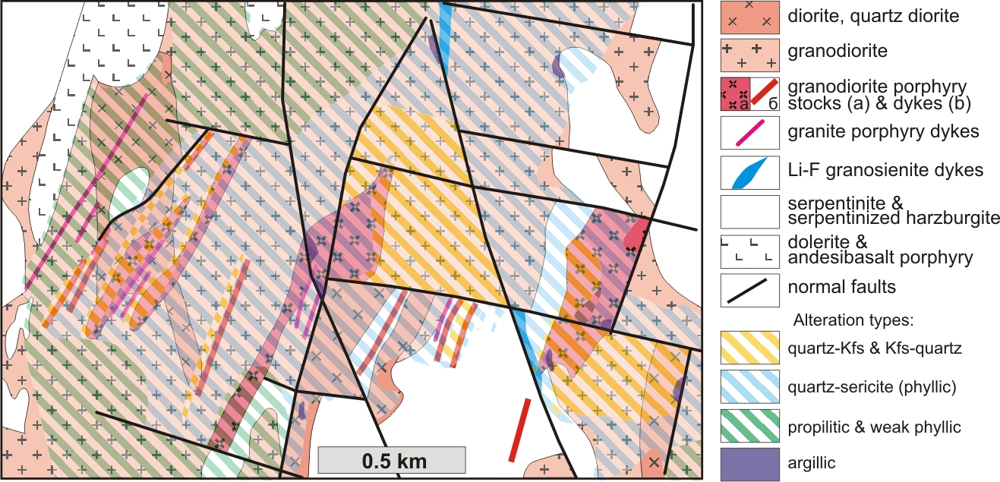 diorite, quartz diorite
granodiorite
a б
granodiorite porphyry
stocks (a) & dykes (b)
granite porphyry dykes
Li-F granosienite dykes
serpentinite &
serpentinized harzburgite
dolerite &
andesibasalt porphyry
normal faults
Alteration types:
quartz-Kfs & Kfs-quartz
quartz-sericite (phyllic)
propilitic & weak phyllic
argillic
0.5 km